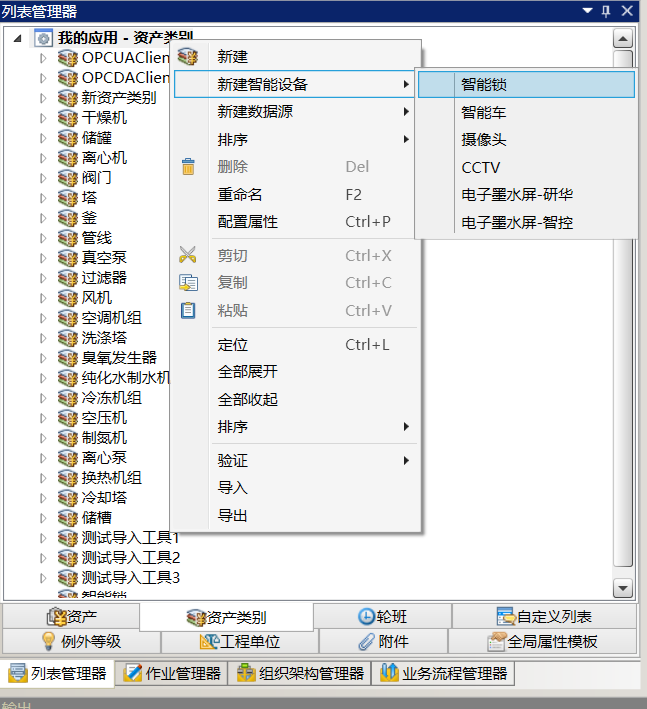 列表管理器
我的应用 - 资产类别
OPCUAClien
OPCDAClien
新资产类别
干燥机
储罐
离心机
阀门
塔
釜
管线
真空泵
过滤器
风机
空调机组
洗涤塔
臭氧发生器
纯化水制水机
冷冻机组
空压机
制氮机
离心泵
换热机组
冷却塔
储槽
测试导入工具1
测试导入工具2
测试导入工具3
智能锁
新建
新建智能设备
新建数据源
排序
删除 Del
重命名 F2
配置属性 Ctrl+P
剪切 Ctrl+X
复制 Ctrl+C
粘贴 Ctrl+V
定位 Ctrl+L
全部展开
全部收起
排序
验证
导入
导出
智能锁
智能车
摄像头
CCTV
电子墨水屏-研华
电子墨水屏-智控
资产 资产类别 轮班 自定义列表
例外等级 工程单位 附件 全局属性模板
列表管理器 作业管理器 组织架构管理器 业务流程管理器
输出